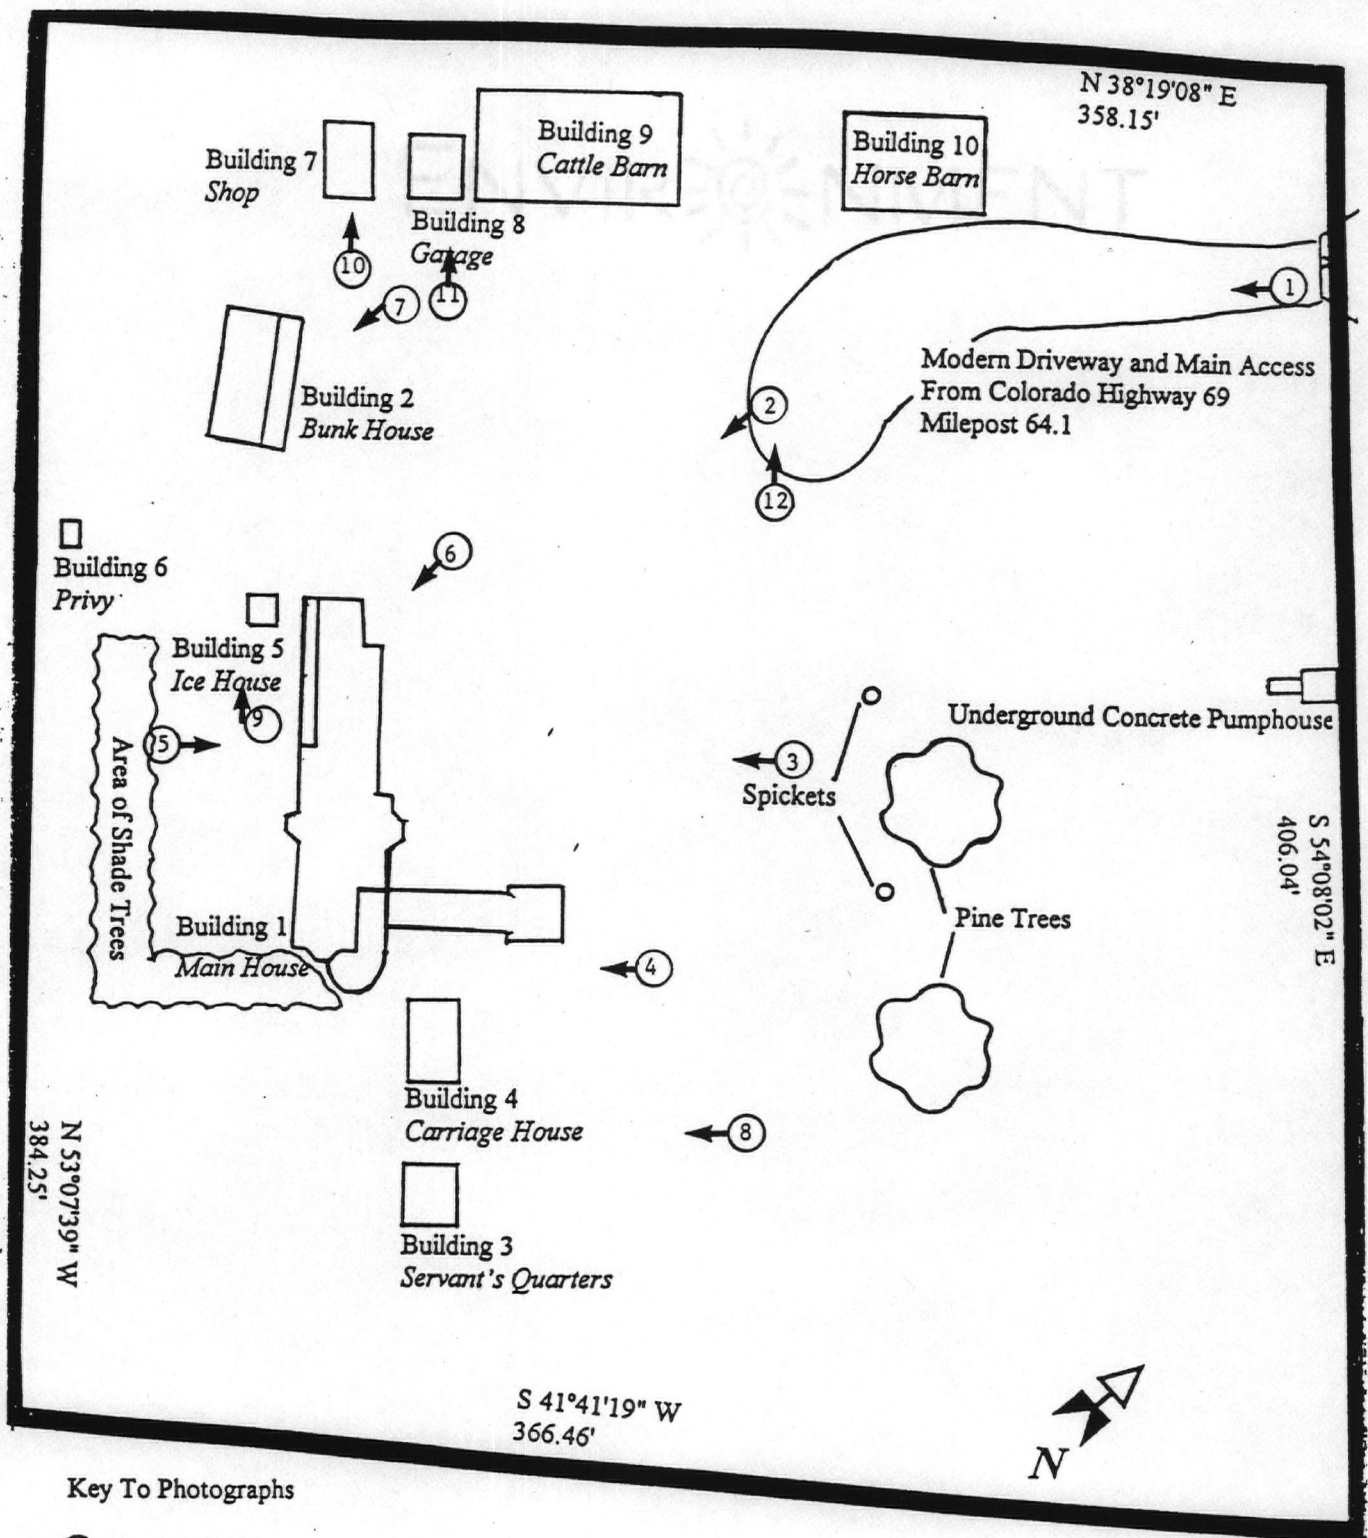 N 38°19'08" E
358.15'
Building 9
Cattle Barn
Building 10
Horse Barn
Building 7
Shop
Building 8
Garage
10
11
7
1
Modern Driveway and Main Access
From Colorado Highway 69
Milepost 64.1
2
12
Building 2
Bunk House
6
Building 6
Privy
Building 5
Ice House
9
5
Area of Shade Trees
Underground Concrete Pumphouse
3
Spickets
S 54°08'02" E
406.04'
Pine Trees
Building 1
Main House
4
Building 4
Carriage House
8
Building 3
Servant's Quarters
N 53°07'39" W
384.25'
S 41°41'19" W
366.46'
N
Key To Photographs
ENVIRONMENT